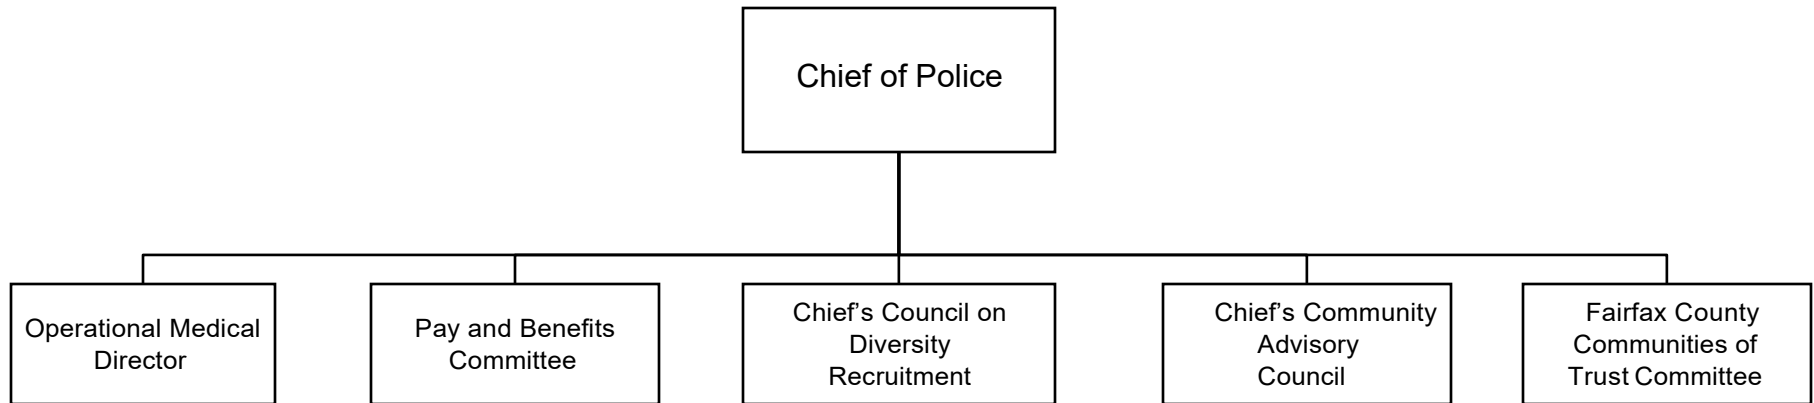 Chief of Police
Operational Medical
Director
Pay and Benefits
Committee
Chief’s Council on
Diversity
Recruitment
Chief’s Community
Advisory
Council
Fairfax County
Communities of
Trust Committee